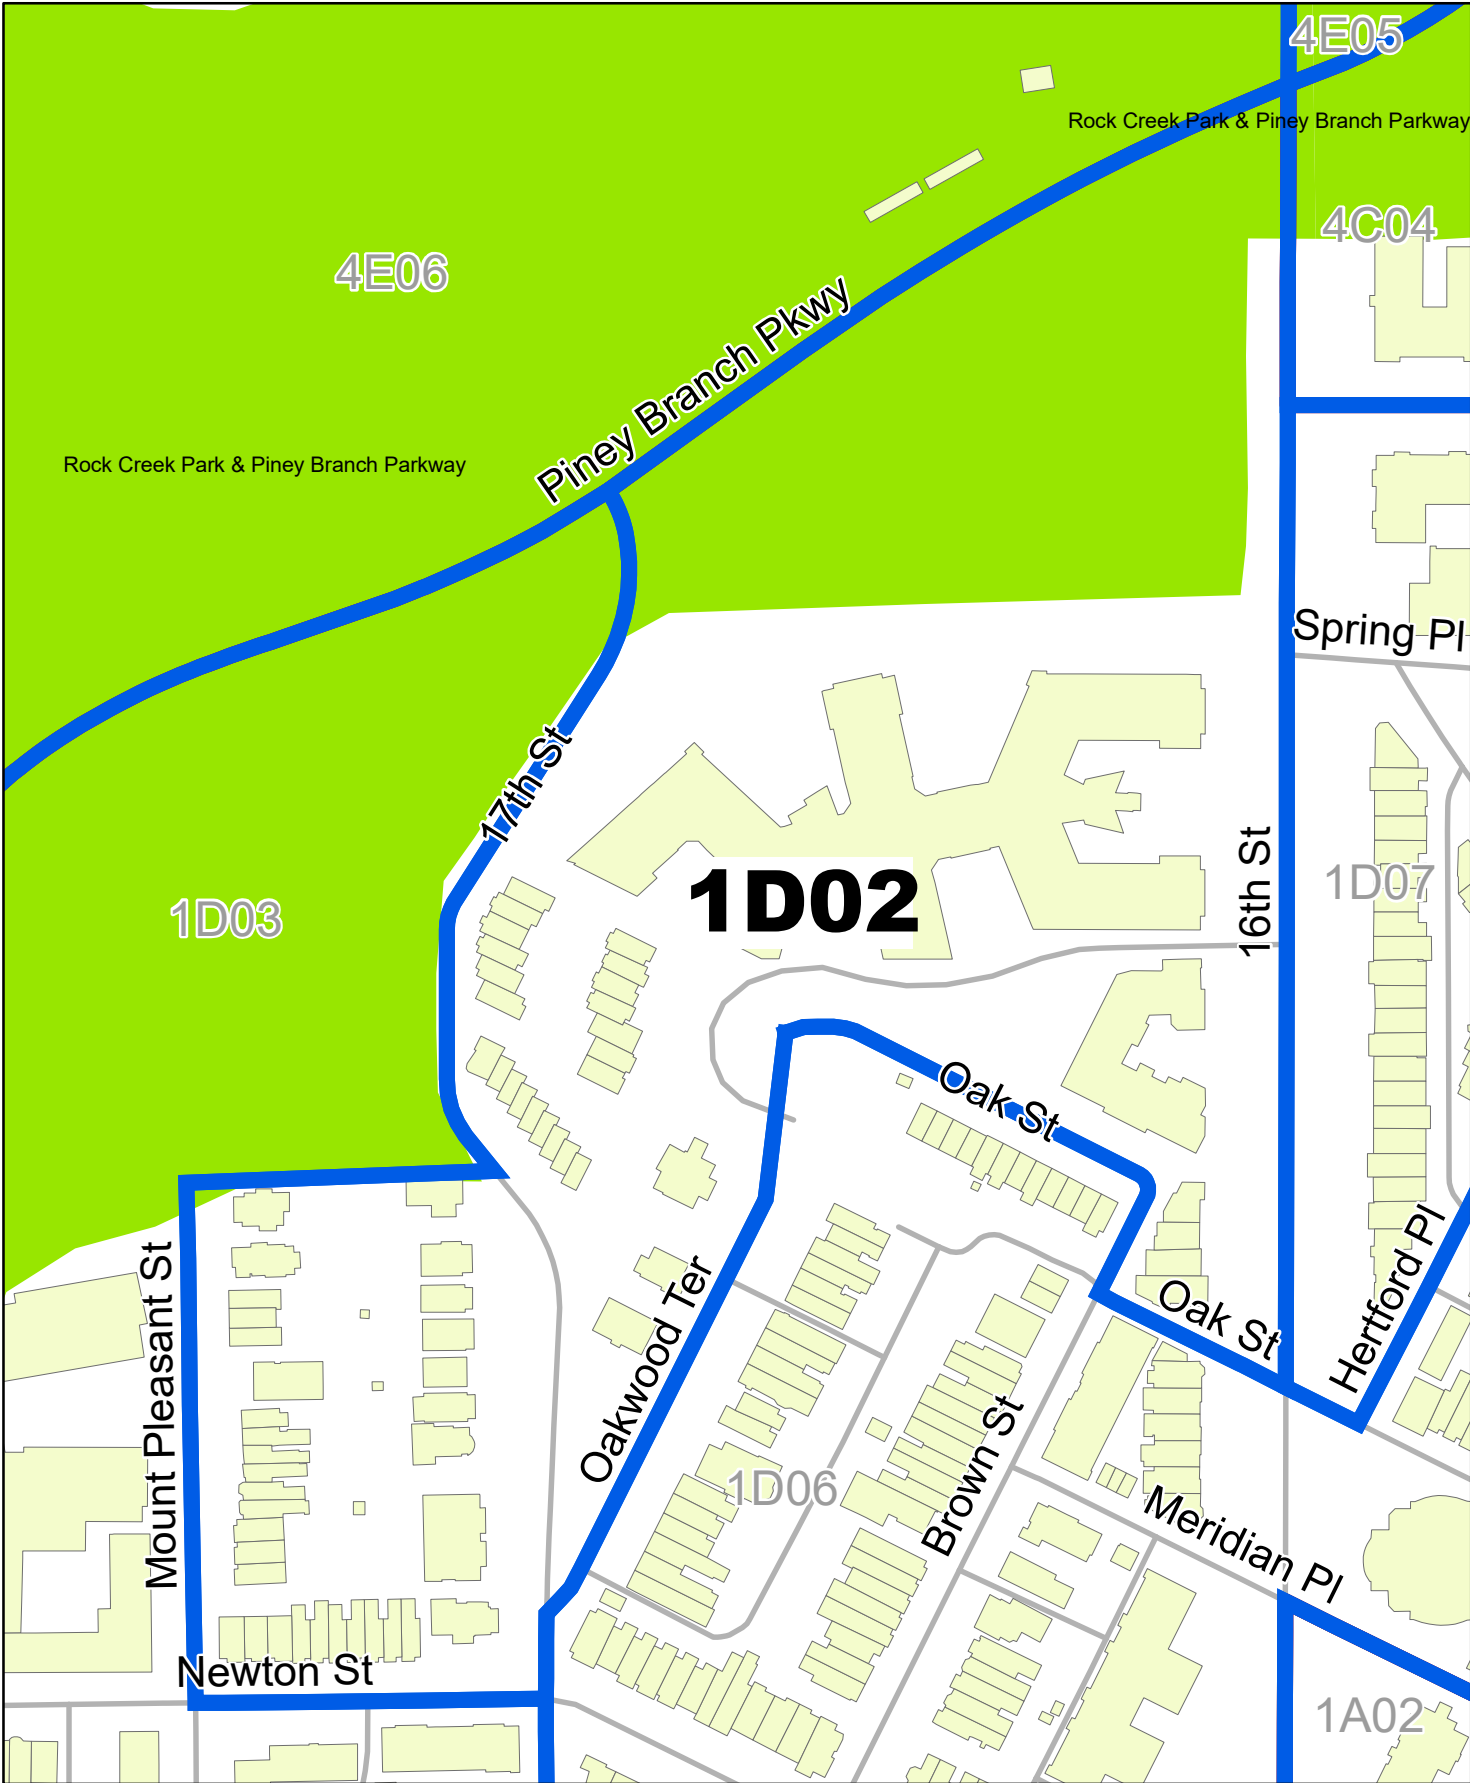 4E05
Rock Creek Park & Piney Branch Parkway
4C04
4E06
Piney Branch Pkwy
Rock Creek Park & Piney Branch Parkway
Spring Pl
17th St
16th St
1D02
1D07
1D03
Oak St
Oak St
Hertford Pl
Mount Pleasant St
Oakwood Ter
Brown St
1D06
Meridian Pl
Newton St
1A02